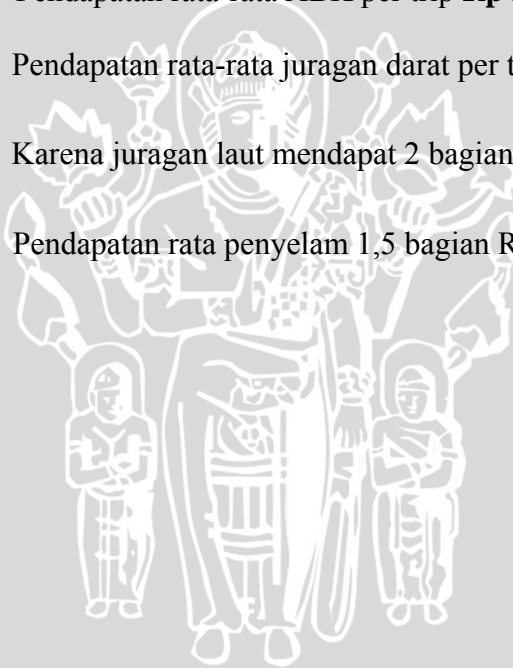 Pendapatan rata-rata ABK per trip
Pendapatan rata-rata juragan darat per
Karena juragan laut mendapat 2 bagian
Pendapatan rata penyelam 1,5 bagian R